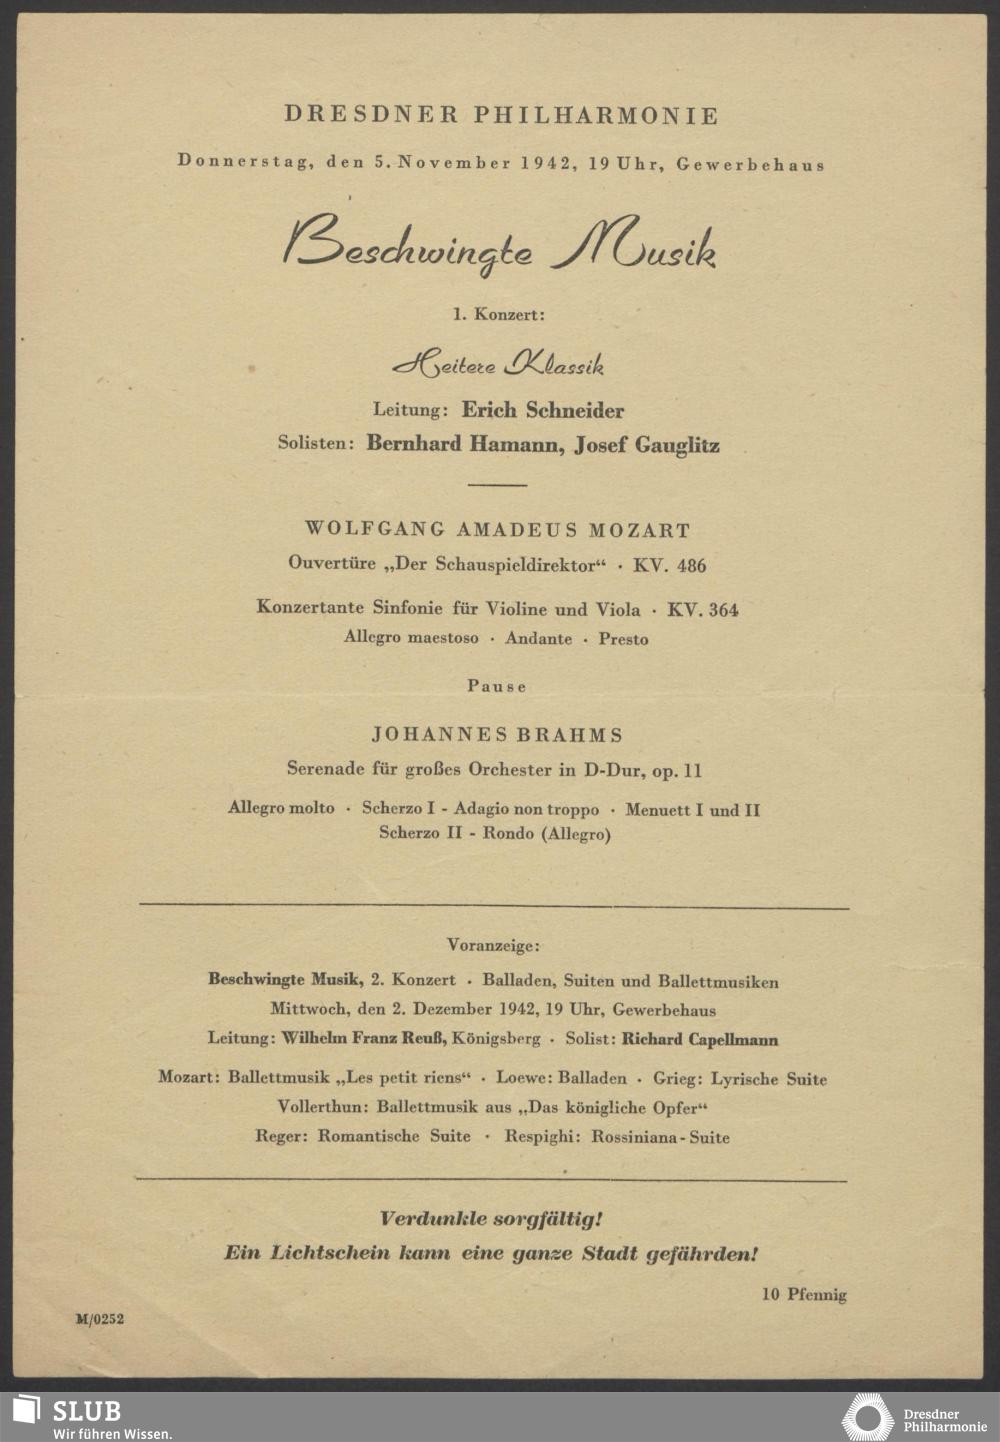 DRESDNER PHILHARMONIE
Donnerstag, den 5. November 1942, 19 Uhr, Gewerbehaus
Beschwingte Musik
1. Konzert:
Heitere Klassik
Leitung: Erich Schneider
Solisten: Bernhard Hamann, Josef Gauglitz
WOLFGANG AMADEUS MOZART
Ouvertüre „Der Schauspieldirektor“ · KV. 486
Konzertante Sinfonie für Violine und Viola · KV. 364
Allegro maestoso · Andante · Presto
Pause
JOHANNES BRAHMS
Serenade für großes Orchester in D-Dur, op. 11
Allegro molto · Scherzo I - Adagio non troppo · Menuett I und II
Scherzo II - Rondo (Allegro)
Voranzeige:
Beschwingte Musik, 2. Konzert · Balladen, Suiten und Ballettmusiken
Mittwoch, den 2. Dezember 1942, 19 Uhr, Gewerbehaus
Leitung: Wilhelm Franz Reuß, Königsberg · Solist: Richard Capellmann
Mozart: Ballettmusik „Les petit riens“ · Loewe: Balladen · Grieg: Lyrische Suite
Vollerthun: Ballettmusik aus „Das königliche Opfer“
Reger: Romantische Suite · Respighi: Rossiniana-Suite
Verdunkle sorgfältig!
Ein Lichtschein kann eine ganze Stadt gefährden!
10 Pfennig
M/0252
SLUB
Wir führen Wissen.
Dresdner
Philharmonie